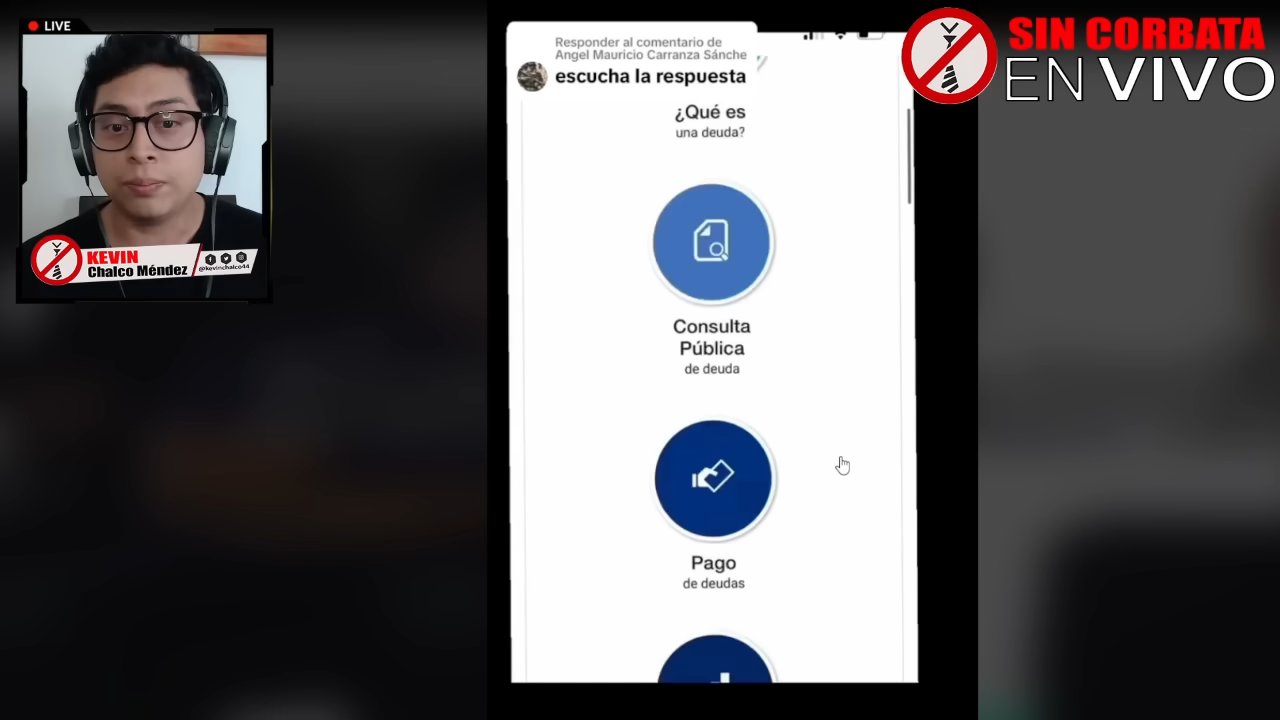 LIVE
KEVIN
Chalco Méndez
@kevinchalco44
Responder al comentario de
Angel Mauricio Carranza Sánche
escucha la respuesta
¿Qué es
una deuda?
Consulta
Pública
de deuda
Pago
de deudas
SIN CORBATA
EN VIVO